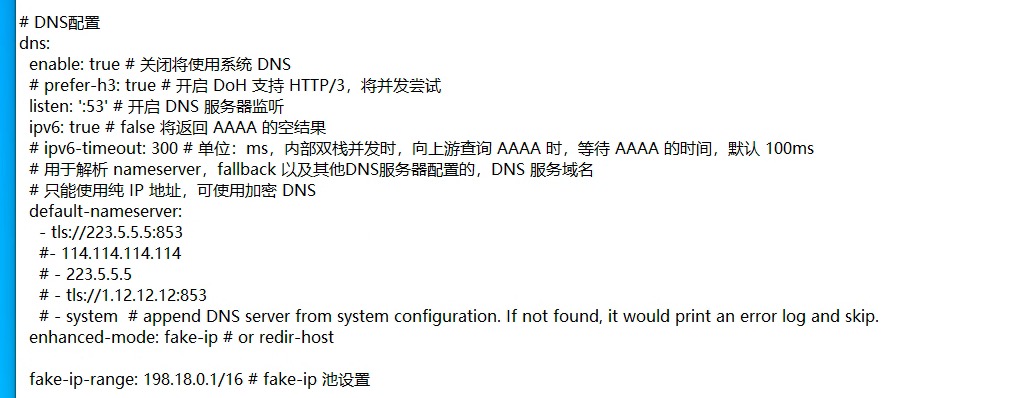 # DNS配置
dns:
enable: true # 关闭将使用系统 DNS
# prefer-h3: true # 开启 DoH 支持 HTTP/3，将并发尝试
listen: ':53' # 开启 DNS 服务器监听
ipv6: true # false 将返回 AAAA 的空结果
# ipv6-timeout: 300 # 单位：ms，内部双栈并发时，向上游查询 AAAA 时，等待 AAAA 的时间，默认 100ms
# 用于解析 nameserver，fallback 以及其他DNS服务器配置的，DNS 服务域名
# 只能使用纯 IP 地址，可使用加密 DNS
default-nameserver:
- tls://223.5.5.5:853
#- 114.114.114.114
# - 223.5.5.5
# - tls://1.12.12.12:853
# - system  # append DNS server from system configuration. If not found, it would print an error log and skip.
enhanced-mode: fake-ip # or redir-host
fake-ip-range: 198.18.0.1/16 # fake-ip 池设置